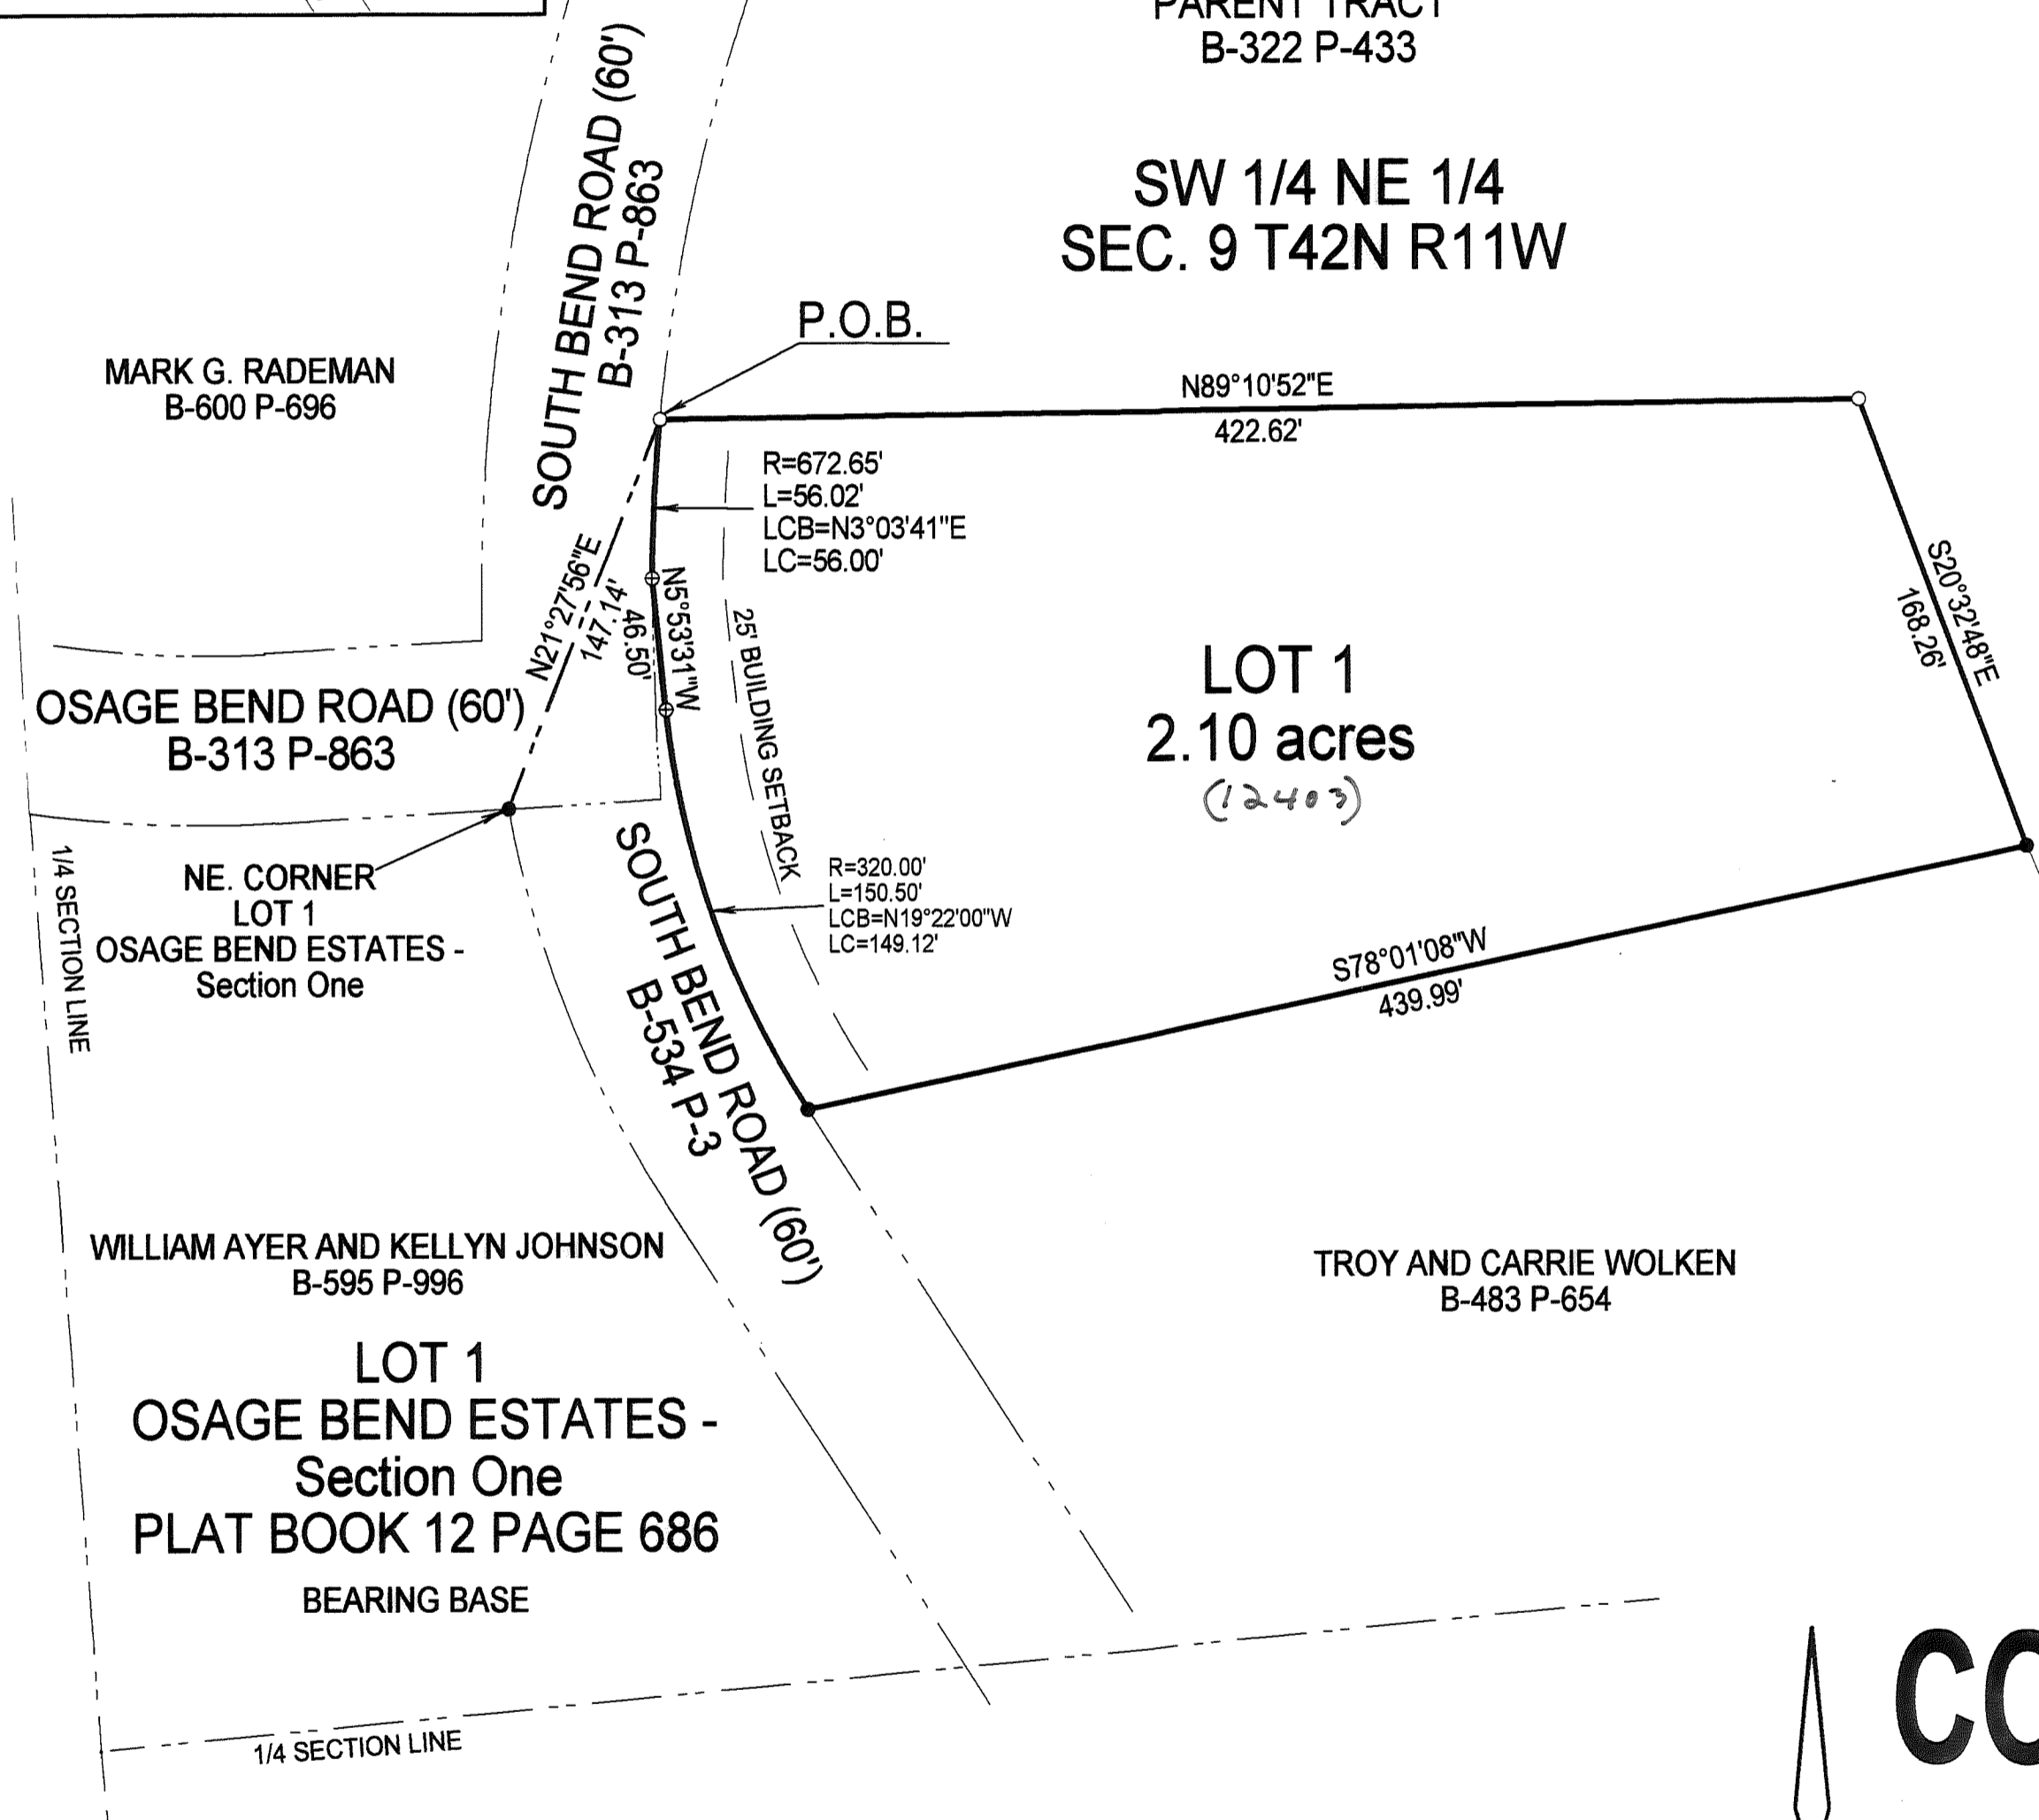 PARENT TRACT
B-322 P-433
SW 1/4 NE 1/4
SEC. 9 T42N R11W
SOUTH BEND ROAD (60')
B-313 P-863
P.O.B.
MARK G. RADEMAN
B-600 P-696
N89°10'52"E
422.62'
R=672.65'
L=56.02'
LCB=N3°03'41"E
LC=56.00'
S20°32'48"E
168.26'
N21°27'56"E
147.14'
N5°53'31"W
46.50'
25' BUILDING SETBACK
LOT 1
2.10 acres
(12403)
OSAGE BEND ROAD (60')
B-313 P-863
NE. CORNER
LOT 1
OSAGE BEND ESTATES -
Section One
1/4 SECTION LINE
R=320.00'
L=150.50'
LCB=N19°22'00"W
LC=149.12'
SOUTH BEND ROAD (60')
B-534 P-3
S78°01'08"W
439.99'
WILLIAM AYER AND KELLYN JOHNSON
B-595 P-996
TROY AND CARRIE WOLKEN
B-483 P-654
LOT 1
OSAGE BEND ESTATES -
Section One
PLAT BOOK 12 PAGE 686
BEARING BASE
1/4 SECTION LINE
CO